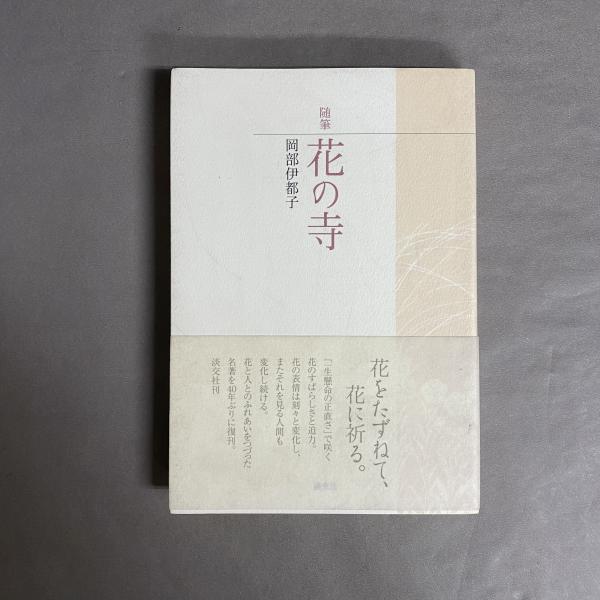 随筆
花の寺
岡部伊都子
花をたずねて、
花に祈る。
「一生懸命の正直さ」で咲く
花のすばらしさと迫力。
花の表情は刻々と変化し、
またそれを見る人間も
変化し続ける。
花と人とのふれあいをつづった
名著を40年ぶりに復刊。
淡交社刊
淡交社